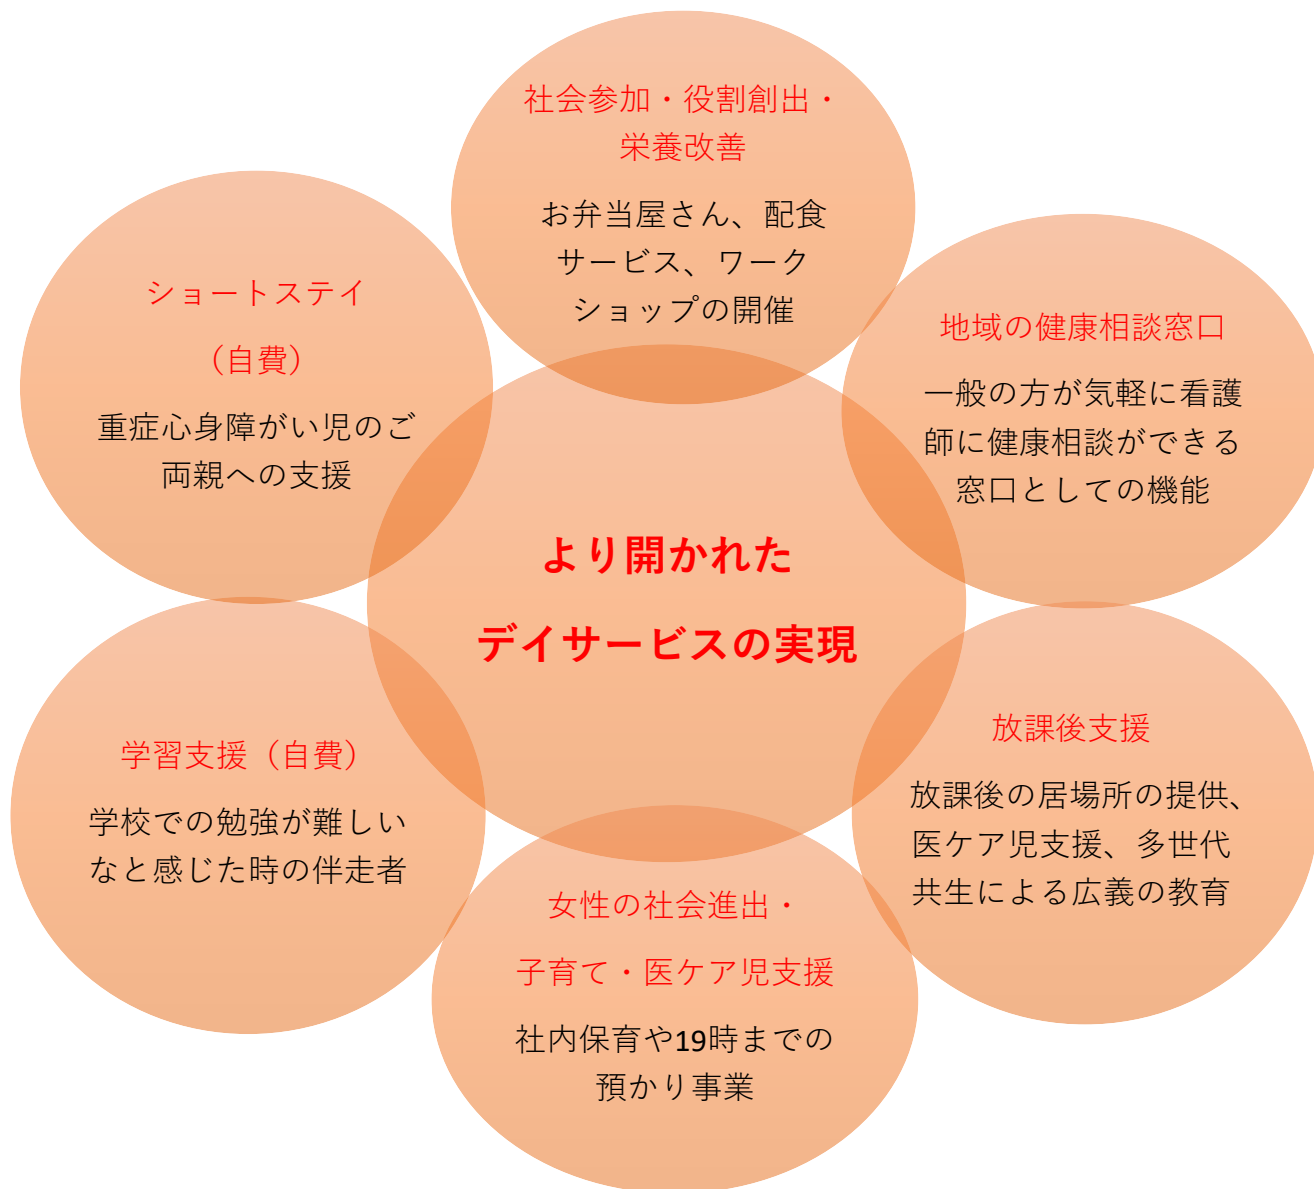 社会参加・役割創出・
栄養改善
お弁当屋さん、配食
サービス、ワーク
ショップの開催
ショートステイ
（自費）
重症心身障がい児のご
両親への支援
地域の健康相談窓口
一般の方が気軽に看護
師に健康相談ができる
窓口としての機能
より開かれた
デイサービスの実現
学習支援（自費）
学校での勉強が難しい
なと感じた時の伴走者
放課後支援
放課後の居場所の提供、
医ケア児支援、多世代
共生による広義の教育
女性の社会進出・
子育て・医ケア児支援
社内保育や19時までの
預かり事業